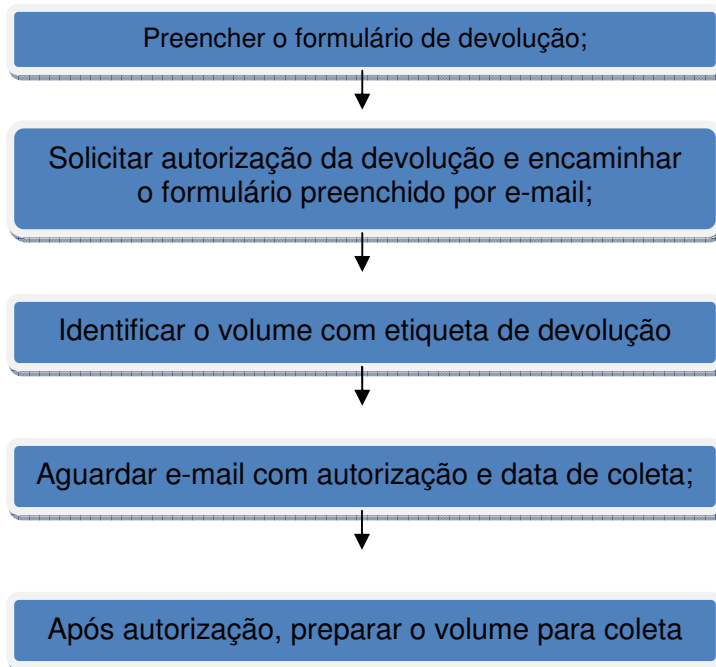 Preencher o formulário de devolução;
Solicitar autorização da devolução e encaminhar
o formulário preenchido por e-mail;
Identificar o volume com etiqueta de devolução
Aguardar e-mail com autorização e data de coleta;
Após autorização, preparar o volume para coleta